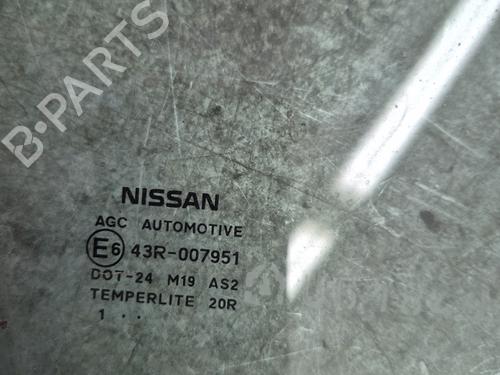 B-PARTS
NISSAN
AGC AUTOMOTIVE
E6 43R-007951
DOT-24 M19 AS2
TEMPERLITE 20R
1 ··